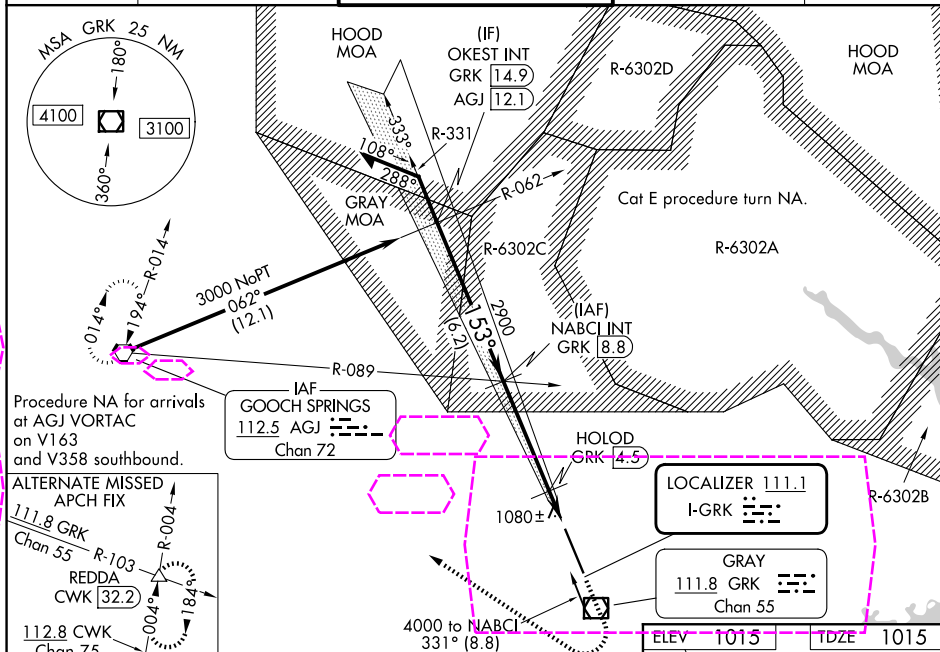 MSA GRK 25 NM
180°
4100
3100
360°
HOOD
MOA
(IF)
OKEST INT
GRK 14.9
AGJ 12.1
R-6302D
HOOD
MOA
333°
R-331
108°
288°
R-062
GRAY
MOA
Cat E procedure turn NA.
R-6302C
R-6302A
R-014
194°
014°
3000 NoPT
062°
(12.1)
2900
153°
(6.2)
(IAF)
NABCI INT
GRK 8.8
R-089
Procedure NA for arrivals
at AGJ VORTAC
on V163
and V358 southbound.
IAF
GOOCH SPRINGS
112.5 AGJ
Chan 72
HOLOD
GRK 4.5
LOCALIZER 111.1
I-GRK
R-6302B
1080±
ALTERNATE MISSED
APCH FIX
111.8 GRK
Chan 55
R-103
R-004
REDDA
CWK 32.2
004°
184°
112.8 CWK
Chan 75
GRAY
111.8 GRK
Chan 55
4000 to NABCI
331° (8.8)
ELEV 1015
TDZE 1015